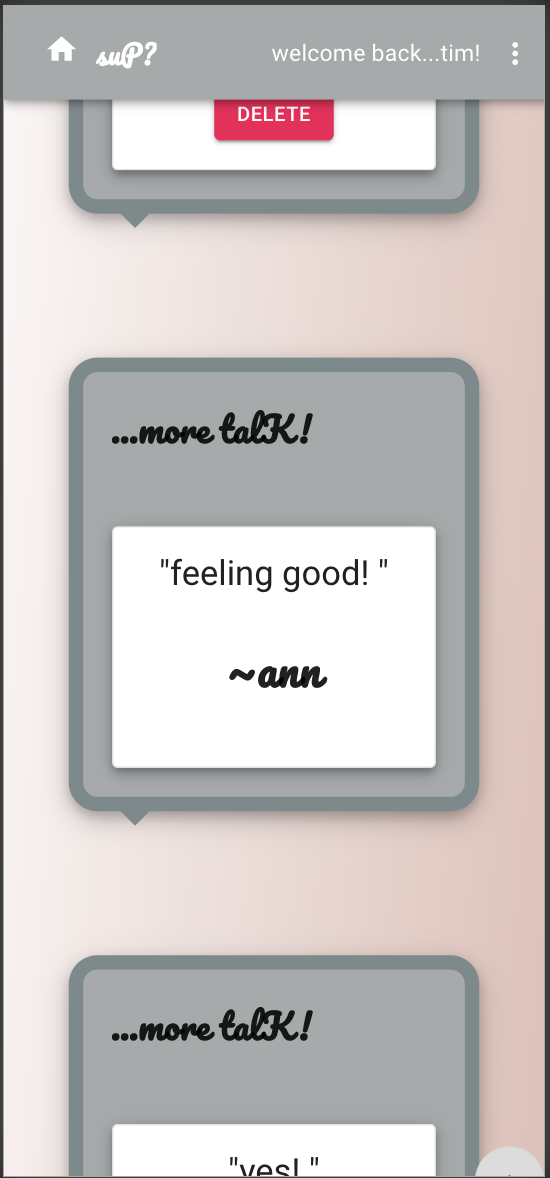 suP?
welcome back...tim!
DELETE
...more talK!
"feeling good! "
~ann
...more talK!
"yes! "